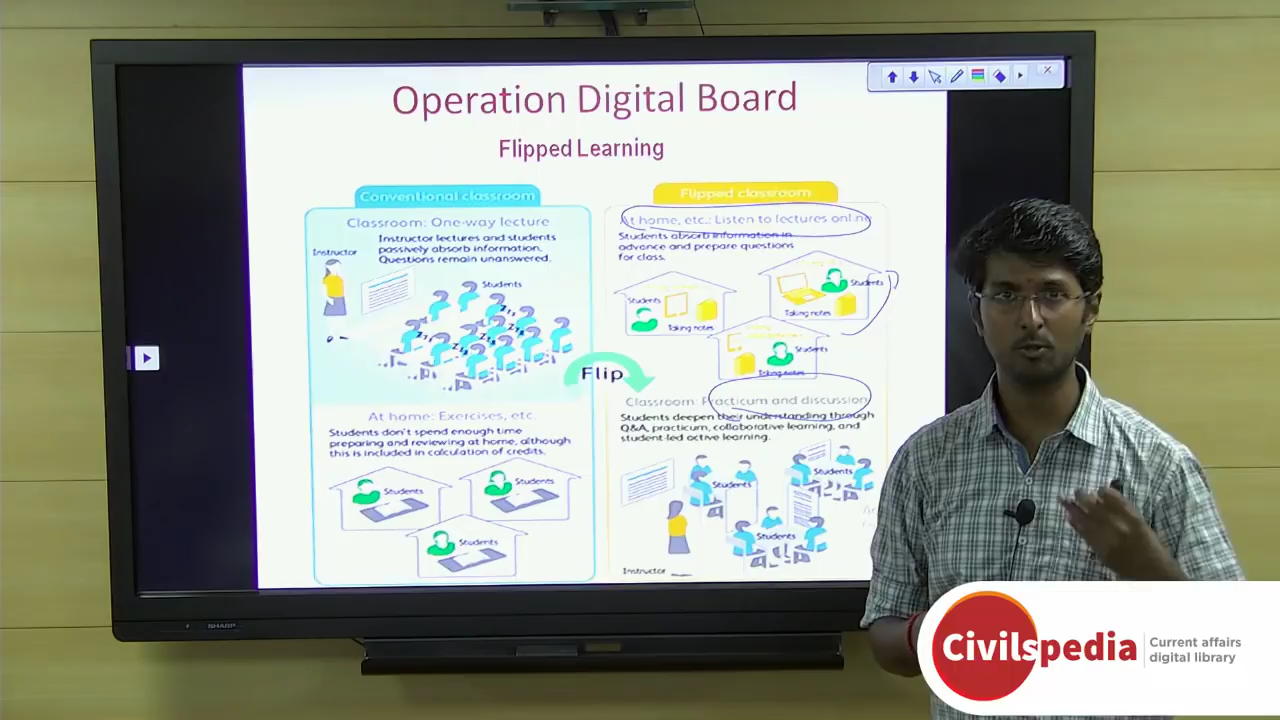 Operation Digital Board
Flipped Learning
Conventional classroom
Classroom: One-way lecture
Instructor lectures and students
passively absorb information.
Questions remain unanswered.
Instructor
Students
At home: Exercises, etc.
Students don't spend enough time
preparing and reviewing at home, although
this is included in calculation of credits.
Students
Students
Students
Flip
Flipped classroom
At home, etc.: Listen to lectures online
Students absorb information in
advance and prepare questions
for class.
Students
Taking notes
Students
Taking notes
Students
Taking notes
Classroom: Practicum and discussion
Students deepen their understanding through
Q&A, practicum, collaborative learning, and
student-led active learning.
Students
Students
Students
Instructor
SHARP
Civilspedia
Current affairs
digital library